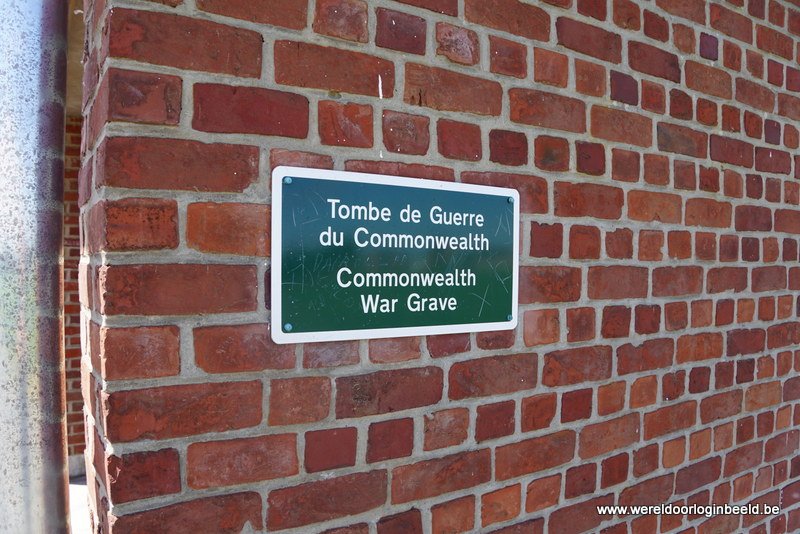 Tombe de Guerre
du Commonwealth
Commonwealth
War Grave
www.wereldoorloginbeeld.be